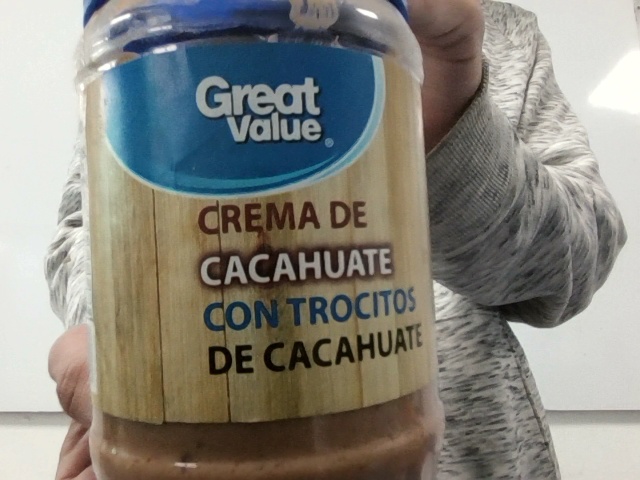 Great
Value®
CREMA DE
CACAHUATE
CON TROCITOS
DE CACAHUATE